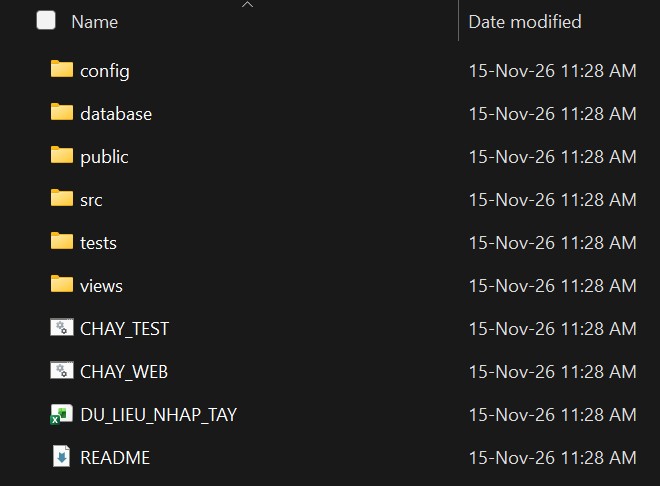 Name Date modified
config 15-Nov-26 11:28 AM
database 15-Nov-26 11:28 AM
public 15-Nov-26 11:28 AM
src 15-Nov-26 11:28 AM
tests 15-Nov-26 11:28 AM
views 15-Nov-26 11:28 AM
CHAY_TEST 15-Nov-26 11:28 AM
CHAY_WEB 15-Nov-26 11:28 AM
DU_LIEU_NHAP_TAY 15-Nov-26 11:28 AM
README 15-Nov-26 11:28 AM